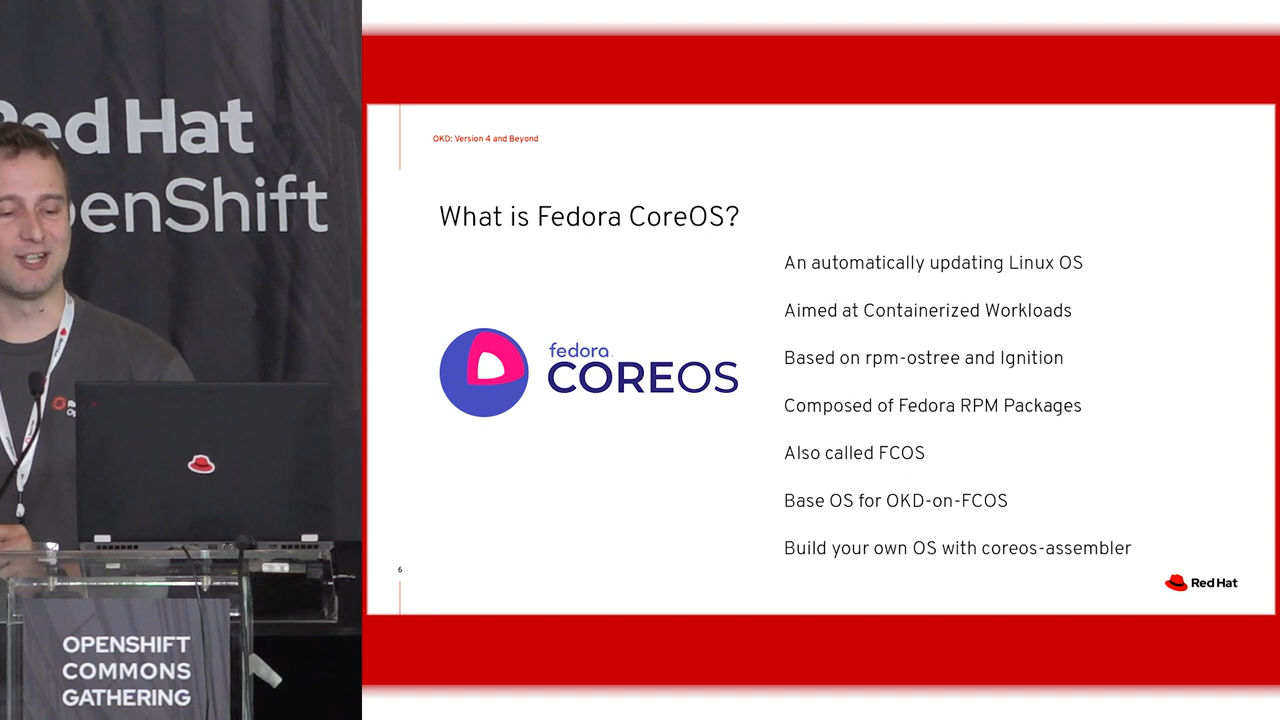 Red Hat
OpenShift
OPENSHIFT
COMMONS
GATHERING
OKD: Version 4 and Beyond
What is Fedora CoreOS?
fedora
COREOS
An automatically updating Linux OS
Aimed at Containerized Workloads
Based on rpm-ostree and Ignition
Composed of Fedora RPM Packages
Also called FCOS
Base OS for OKD-on-FCOS
Build your own OS with coreos-assembler
6
Red Hat